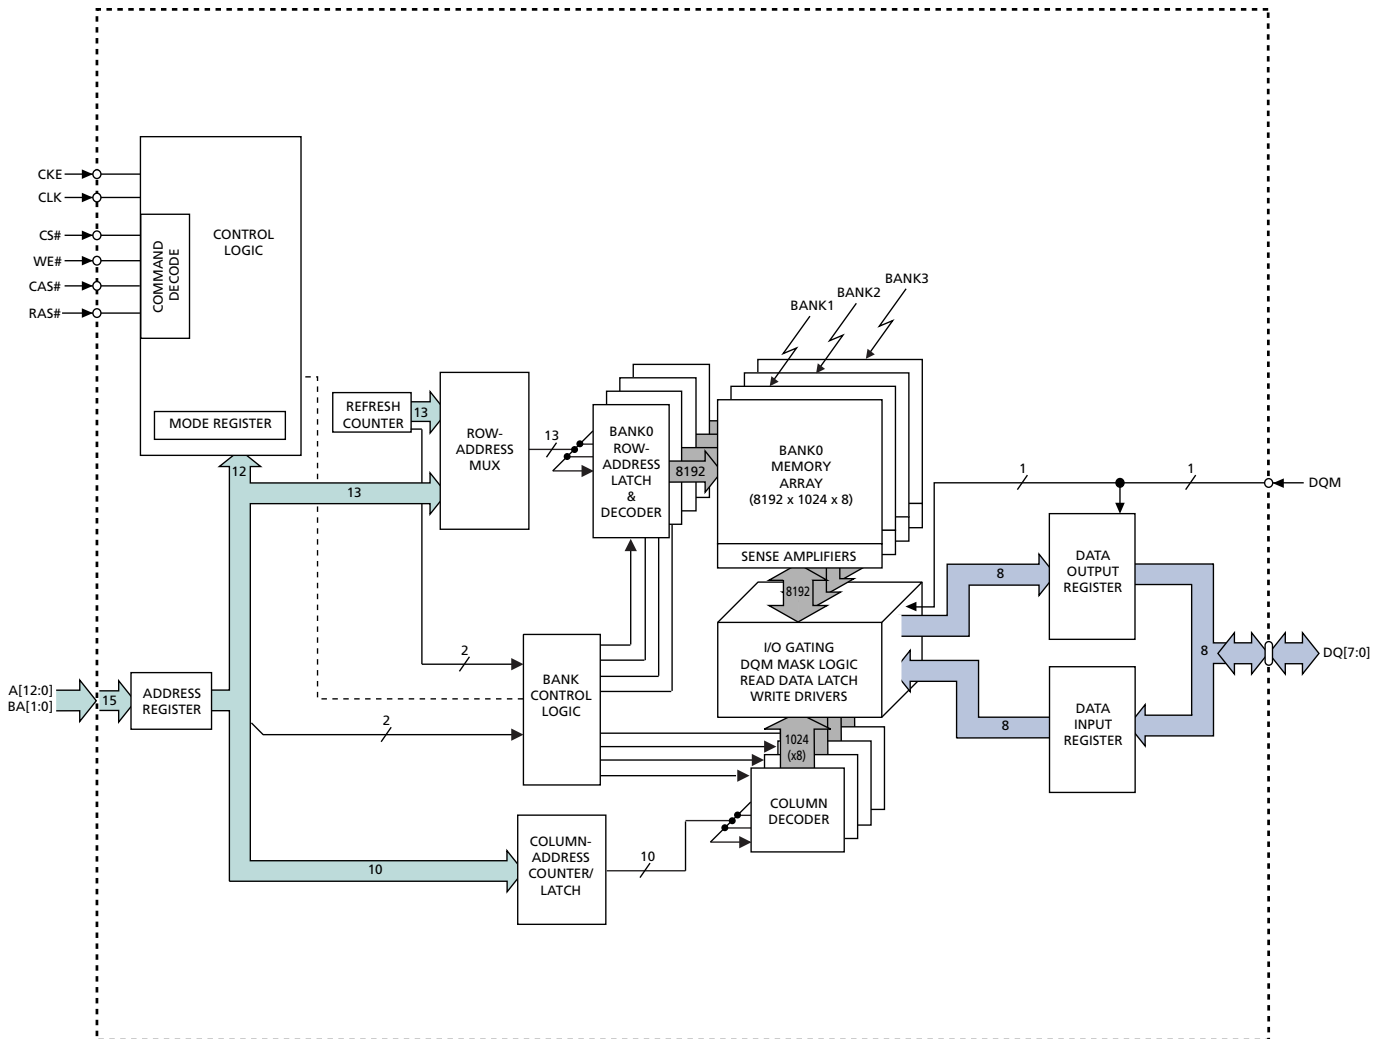 CKE
CLK
CS#
WE#
CAS#
RAS#
COMMAND
DECODE
CONTROL
LOGIC
MODE REGISTER
12
13
REFRESH
COUNTER
13
ROW-
ADDRESS
MUX
13
BANK0
ROW-
ADDRESS
LATCH
&
DECODER
8192
BANK1
BANK2
BANK3
BANK0
MEMORY
ARRAY
(8192 x 1024 x 8)
SENSE AMPLIFIERS
8192
I/O GATING
DQM MASK LOGIC
READ DATA LATCH
WRITE DRIVERS
1024
(x8)
COLUMN
DECODER
1
1
DQM
DATA
OUTPUT
REGISTER
8
8
DQ[7:0]
DATA
INPUT
REGISTER
8
A[12:0]
BA[1:0]
15
ADDRESS
REGISTER
2
2
BANK
CONTROL
LOGIC
10
COLUMN-
ADDRESS
COUNTER/
LATCH
10